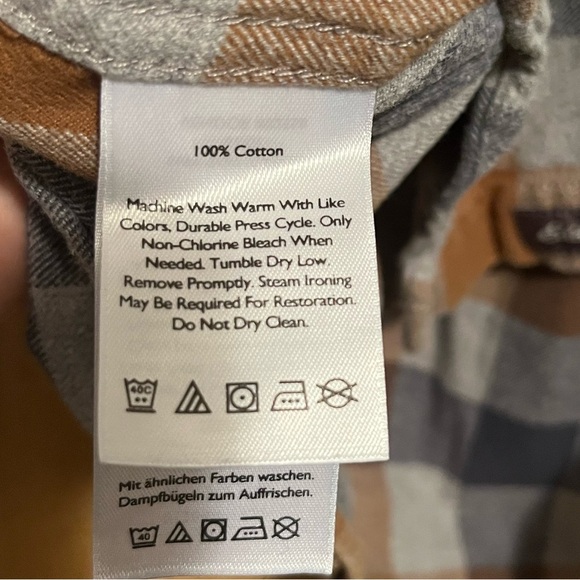 100% Cotton
Machine Wash Warm With Like
Colors, Durable Press Cycle. Only
Non-Chlorine Bleach When
Needed. Tumble Dry Low.
Remove Promptly. Steam Ironing
May Be Required For Restoration.
Do Not Dry Clean.
40C
Mit ähnlichen Farben waschen.
Dampfbügeln zum Auffrischen.
40